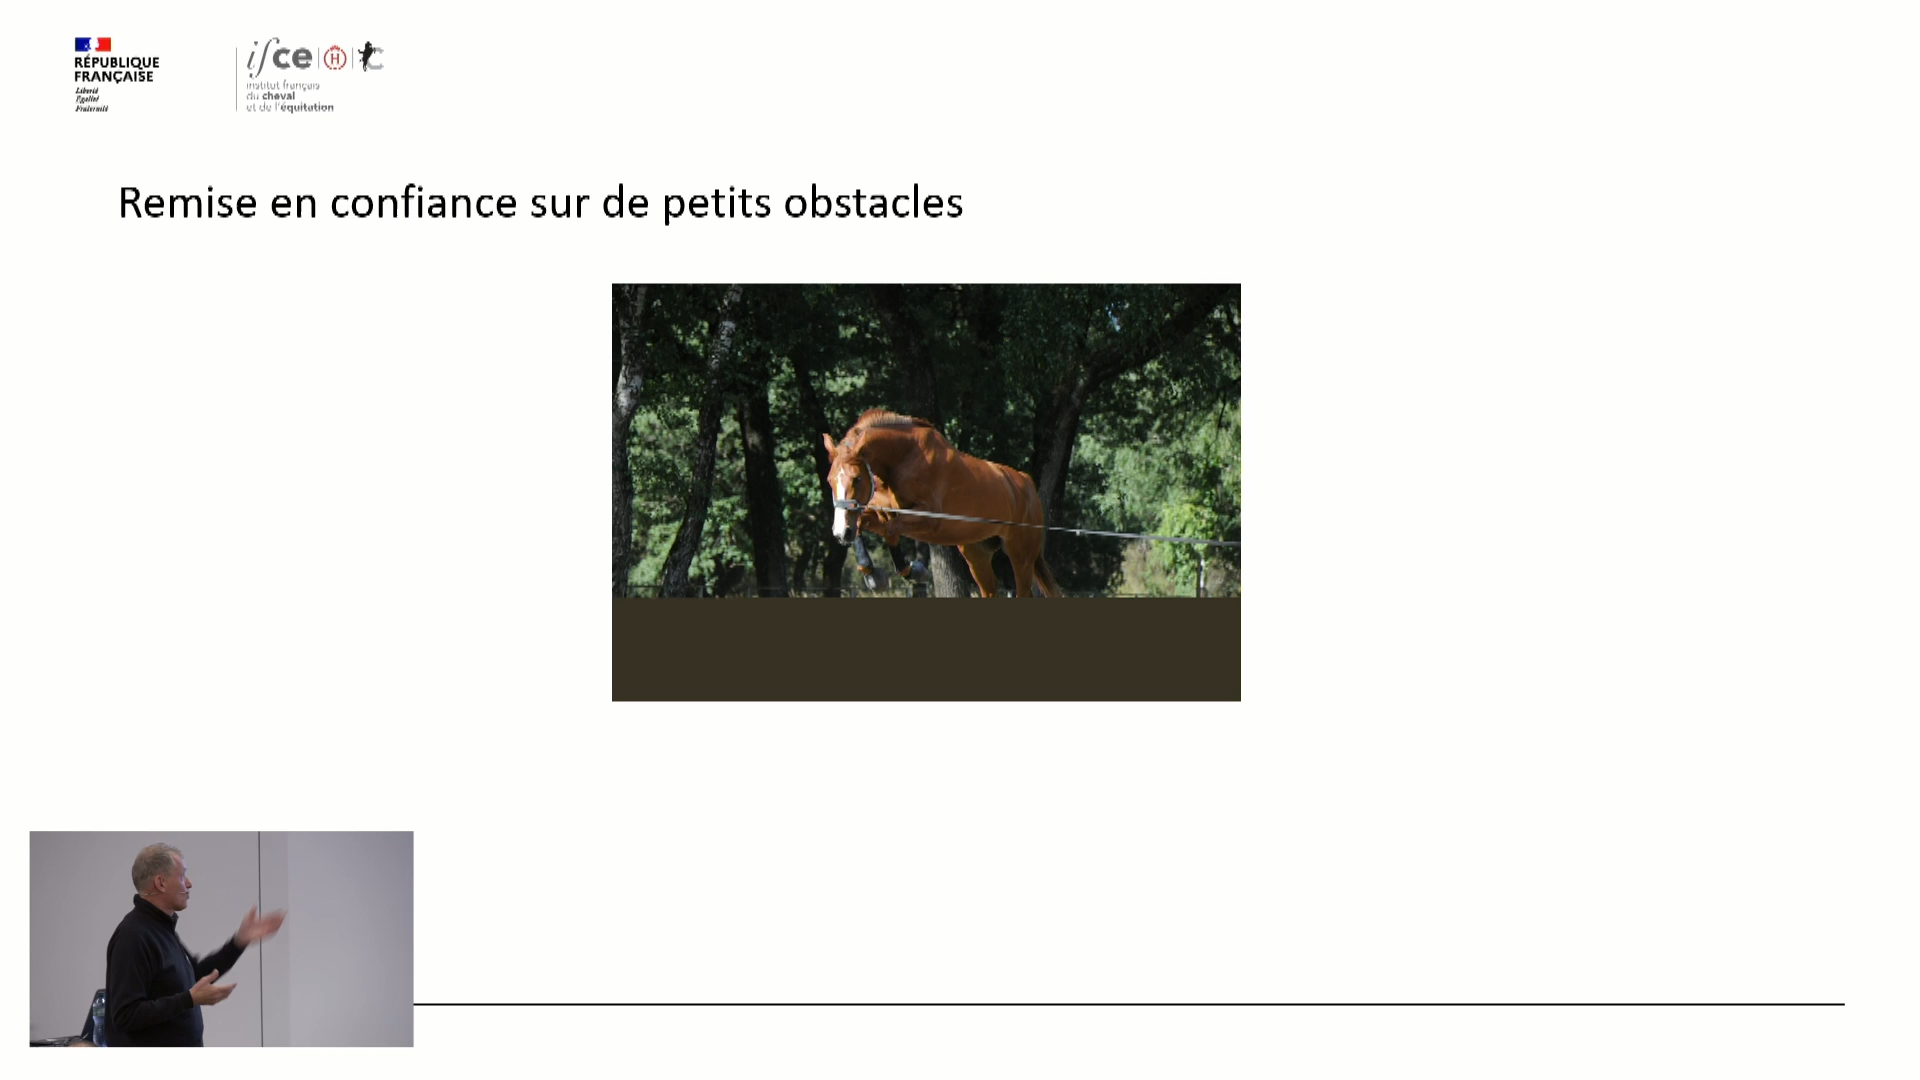 RÉPUBLIQUE
FRANÇAISE
Liberté
Égalité
Fraternité
ifce H
institut français
du cheval
et de l'équitation
Remise en confiance sur de petits obstacles